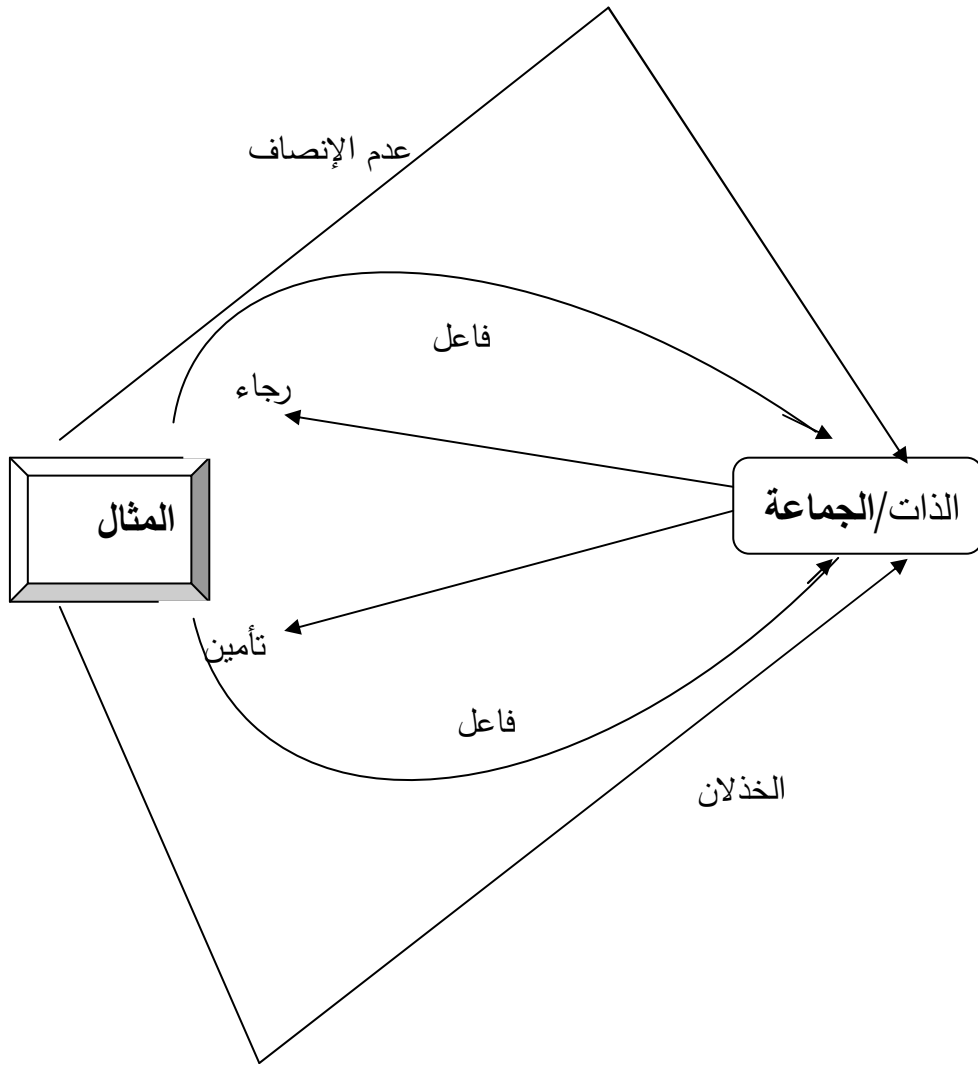 عدم الإنصاف
فاعل
رجاء
الذات/الجماعة
المثال
تأمين
فاعل
الخذلان